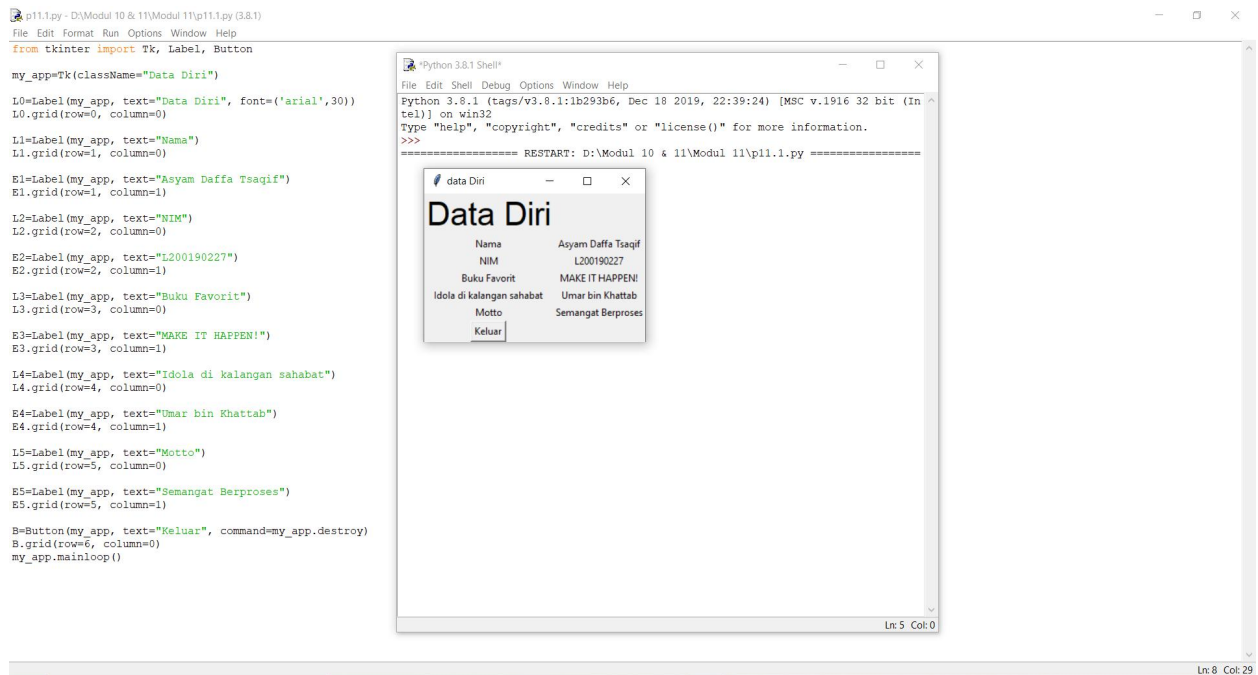 p11.1.py - D:\Modul 10 & 11\Modul 11\p11.1.py (3.8.1)
File Edit Format Run Options Window Help
from tkinter import Tk, Label, Button
my_app=Tk(className="Data Diri")
L0=Label(my_app, text="Data Diri", font=('arial',30))
L0.grid(row=0, column=0)
L1=Label(my_app, text="Nama")
L1.grid(row=1, column=0)
E1=Label(my_app, text="Asyam Daffa Tsaqif")
E1.grid(row=1, column=1)
L2=Label(my_app, text="NIM")
L2.grid(row=2, column=0)
E2=Label(my_app, text="L200190227")
E2.grid(row=2, column=1)
L3=Label(my_app, text="Buku Favorit")
L3.grid(row=3, column=0)
E3=Label(my_app, text="MAKE IT HAPPEN!")
E3.grid(row=3, column=1)
L4=Label(my_app, text="Idola di kalangan sahabat")
L4.grid(row=4, column=0)
E4=Label(my_app, text="Umar bin Khattab")
E4.grid(row=4, column=1)
L5=Label(my_app, text="Motto")
L5.grid(row=5, column=0)
E5=Label(my_app, text="Semangat Berproses")
E5.grid(row=5, column=1)
B=Button(my_app, text="Keluar", command=my_app.destroy)
B.grid(row=6, column=0)
my_app.mainloop()
*Python 3.8.1 Shell*
File Edit Shell Debug Options Window Help
Python 3.8.1 (tags/v3.8.1:1b293b6, Dec 18 2019, 22:39:24) [MSC v.1916 32 bit (In
tel)] on win32
Type "help", "copyright", "credits" or "license()" for more information.
>>>
================== RESTART: D:\Modul 10 & 11\Modul 11\p11.1.py =================
data Diri
Data Diri
Nama Asyam Daffa Tsaqif
NIM L200190227
Buku Favorit MAKE IT HAPPEN!
Idola di kalangan sahabat Umar bin Khattab
Motto Semangat Berproses
Keluar
Ln: 5 Col: 0
Ln: 8 Col: 29